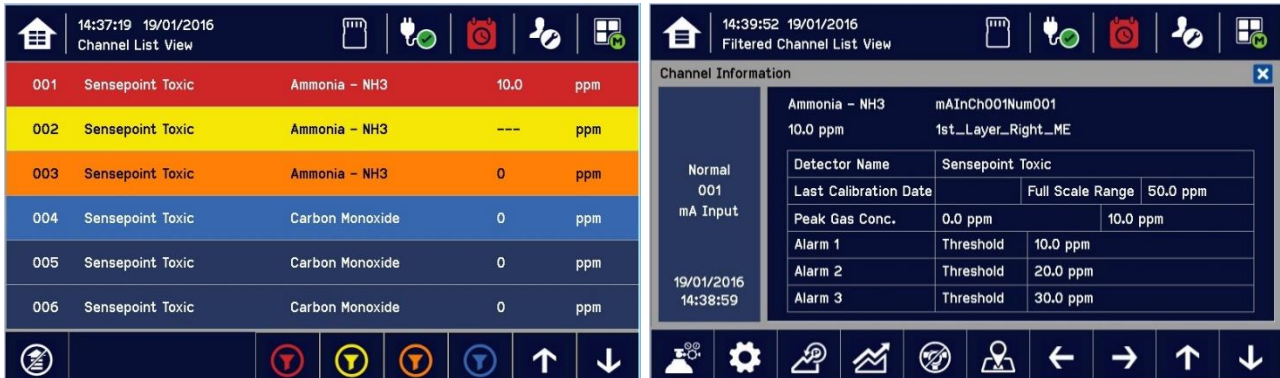 14:37:19 19/01/2016
Channel List View
M
001 Sensepoint Toxic Ammonia - NH3 10.0 ppm
002 Sensepoint Toxic Ammonia - NH3 --- ppm
003 Sensepoint Toxic Ammonia - NH3 0 ppm
004 Sensepoint Toxic Carbon Monoxide 0 ppm
005 Sensepoint Toxic Carbon Monoxide 0 ppm
006 Sensepoint Toxic Carbon Monoxide 0 ppm
14:39:52 19/01/2016
Filtered Channel List View
M
Channel Information
Normal
001
mA Input
19/01/2016
14:38:59
Ammonia - NH3 mAInCh001Num001
10.0 ppm 1st_Layer_Right_ME
Detector Name Sensepoint Toxic
Last Calibration Date Full Scale Range 50.0 ppm
Peak Gas Conc. 0.0 ppm 10.0 ppm
Alarm 1 Threshold 10.0 ppm
Alarm 2 Threshold 20.0 ppm
Alarm 3 Threshold 30.0 ppm